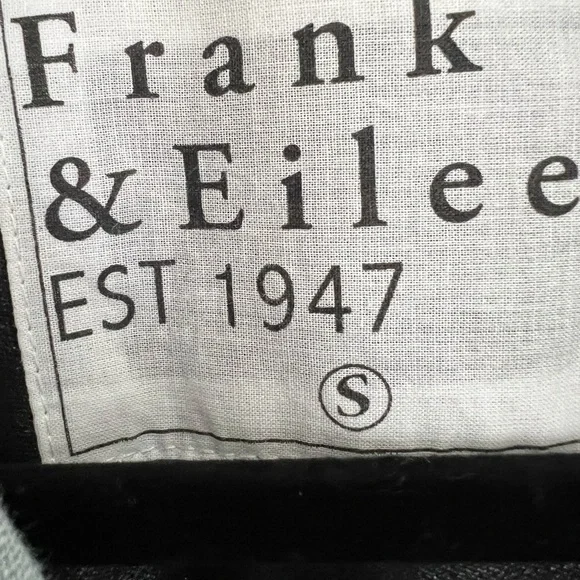 Frank
& Eilee
EST 1947
S